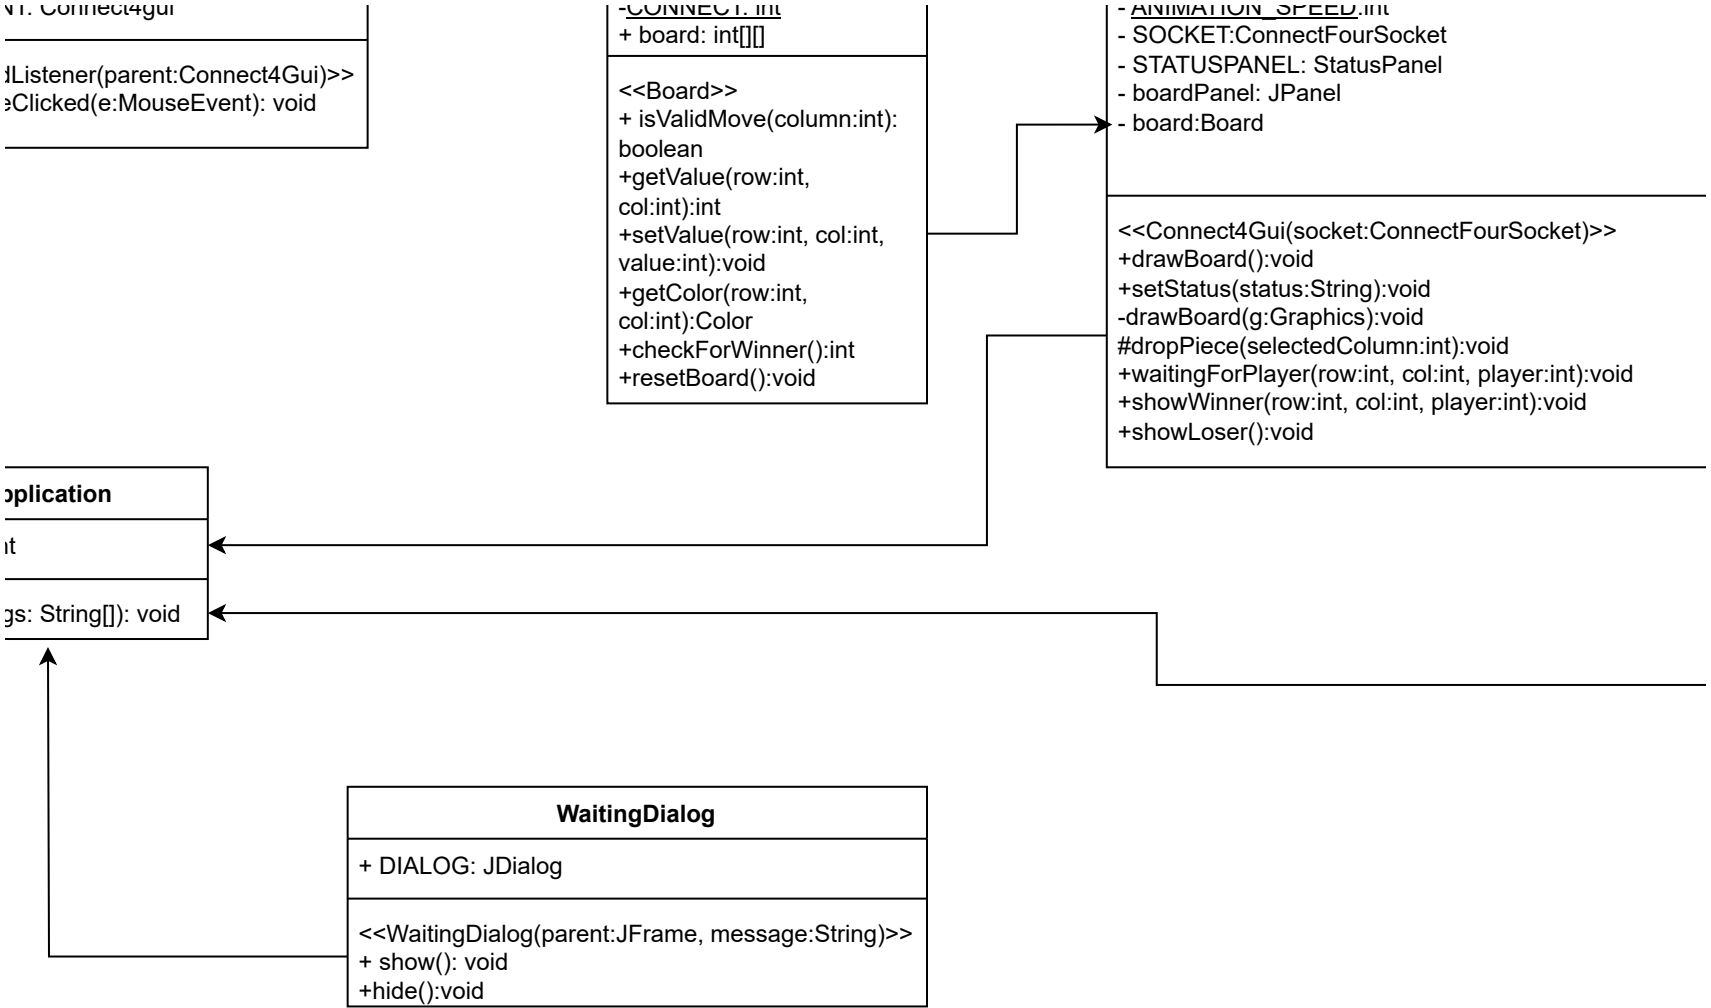 NT: Connect4gui
dListener(parent:Connect4Gui)>>
eClicked(e:MouseEvent): void
-CONNECT: int
+ board: int[][]
<<Board>>
+ isValidMove(column:int):
boolean
+getValue(row:int,
col:int):int
+setValue(row:int, col:int,
value:int):void
+getColor(row:int,
col:int):Color
+checkForWinner():int
+resetBoard():void
- ANIMATION_SPEED:int
- SOCKET:ConnectFourSocket
- STATUSPANEL: StatusPanel
- boardPanel: JPanel
- board:Board
<<Connect4Gui(socket:ConnectFourSocket)>>
+drawBoard():void
+setStatus(status:String):void
-drawBoard(g:Graphics):void
#dropPiece(selectedColumn:int):void
+waitingForPlayer(row:int, col:int, player:int):void
+showWinner(row:int, col:int, player:int):void
+showLoser():void
pplication
nt
gs: String[]): void
WaitingDialog
+ DIALOG: JDialog
<<WaitingDialog(parent:JFrame, message:String)>>
+ show(): void
+hide():void